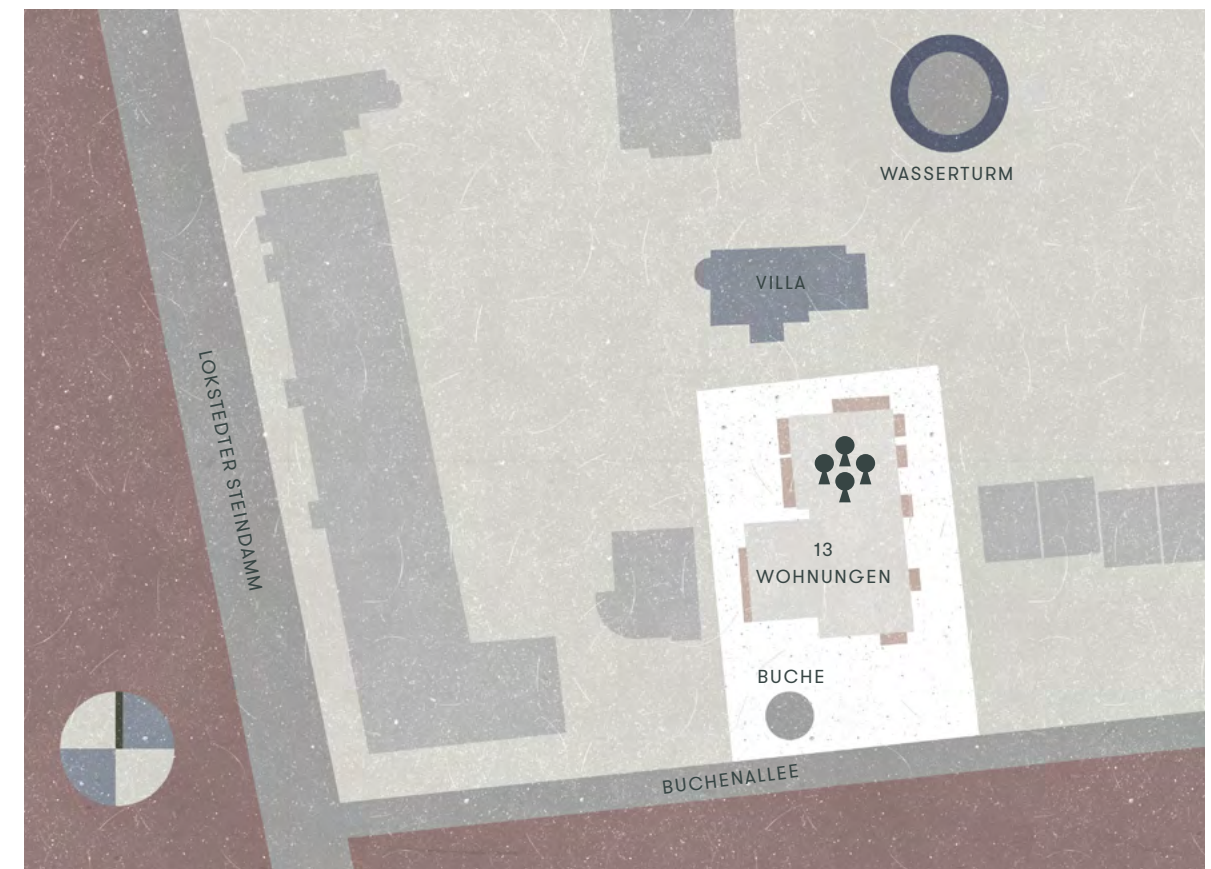 WASSERTURM
VILLA
LOKSTEDTER STEINDAMM
13
WOHNUNGEN
BUCHE
BUCHENALLEE